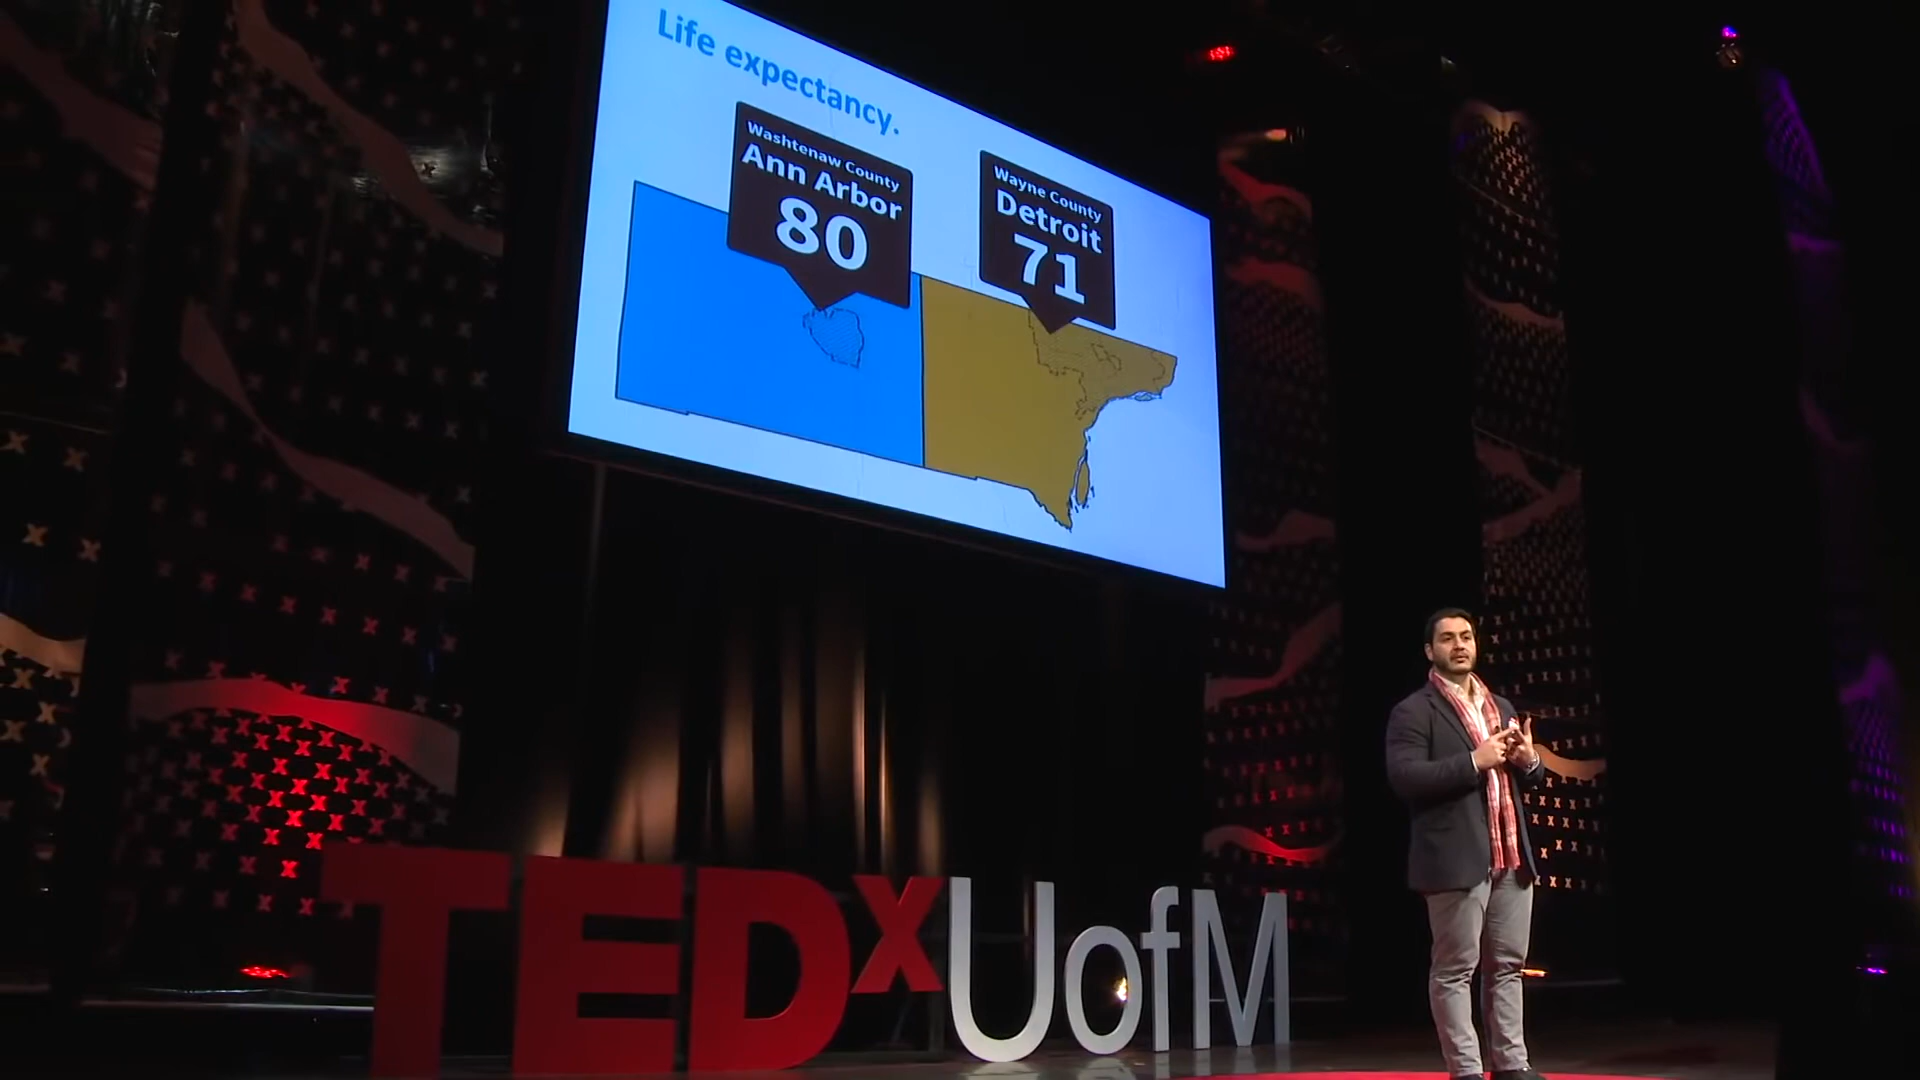 Life expectancy.
Washtenaw County
Ann Arbor
80
Wayne County
Detroit
71
TEDxUofM